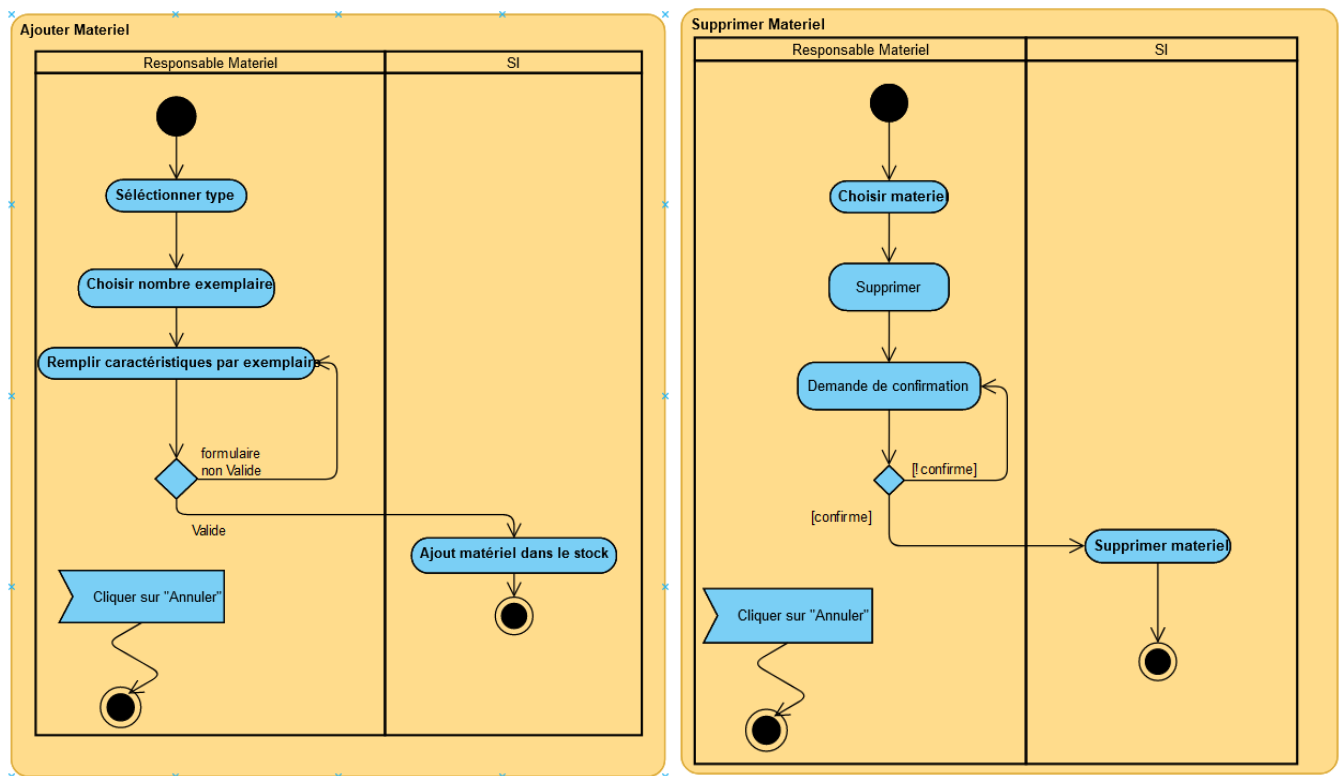 Ajouter Materiel
Responsable Materiel
SI
Séléctionner type
Choisir nombre exemplaire
Remplir caractéristiques par exemplaire
formulaire
non Valide
Valide
Ajout matériel dans le stock
Cliquer sur "Annuler"
Supprimer Materiel
Responsable Materiel
SI
Choisir materiel
Supprimer
Demande de confirmation
[! confirme]
[confirme]
Supprimer materiel
Cliquer sur "Annuler"